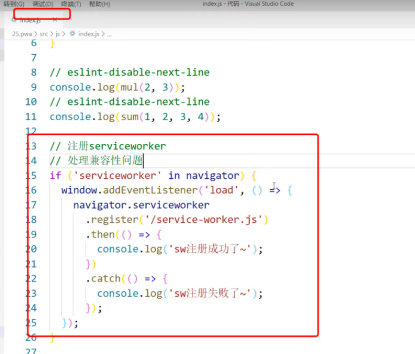 转到(G) 调试(D) 终端(T) 帮助(H) index.js - 代码 - Visual Studio Code
index.js
25.pwa > src > js > index.js > ...
6 }
7
8 // eslint-disable-next-line
9 console.log(mul(2, 3));
10 // eslint-disable-next-line
11 console.log(sum(1, 2, 3, 4));
12
13 // 注册serviceworker
14 // 处理兼容性问题
15 if ('serviceworker' in navigator) {
16 window.addEventListener('load', () => {
17 navigator.serviceworker
18 .register('/service-worker.js')
19 .then(() => {
20 console.log('sw注册成功了~');
21 })
22 .catch(() => {
23 console.log('sw注册失败了~');
24 });
25 });
26 }
27